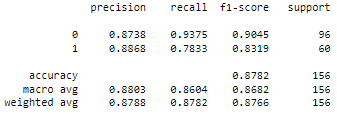 precision recall f1-score support
0 0.8738 0.9375 0.9045 96
1 0.8868 0.7833 0.8319 60
accuracy 0.8782 156
macro avg 0.8803 0.8604 0.8682 156
weighted avg 0.8788 0.8782 0.8766 156